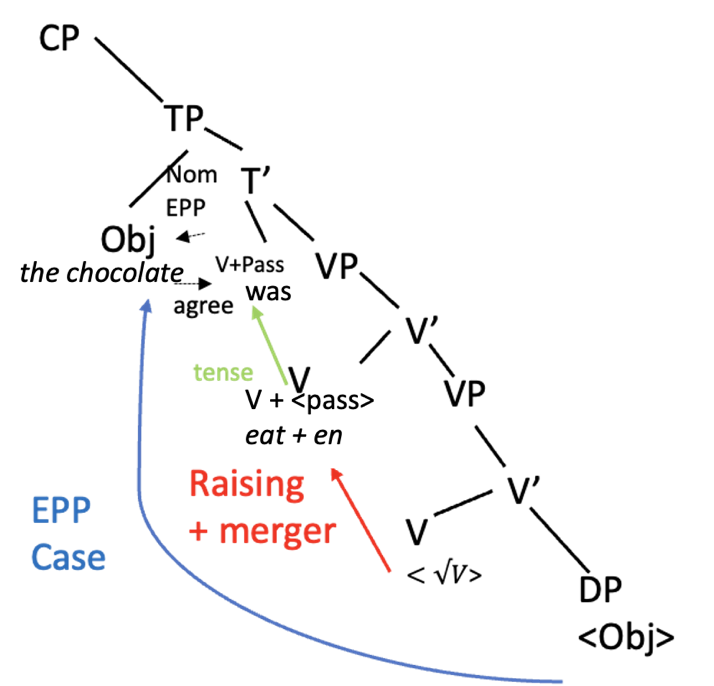 CP
TP
Nom
T’
EPP
Obj
the chocolate
V+Pass
VP
was
agree
V’
tense
V
VP
V + <pass>
eat + en
Raising
+ merger
V’
EPP
Case
V
< √V>
DP
<Obj>